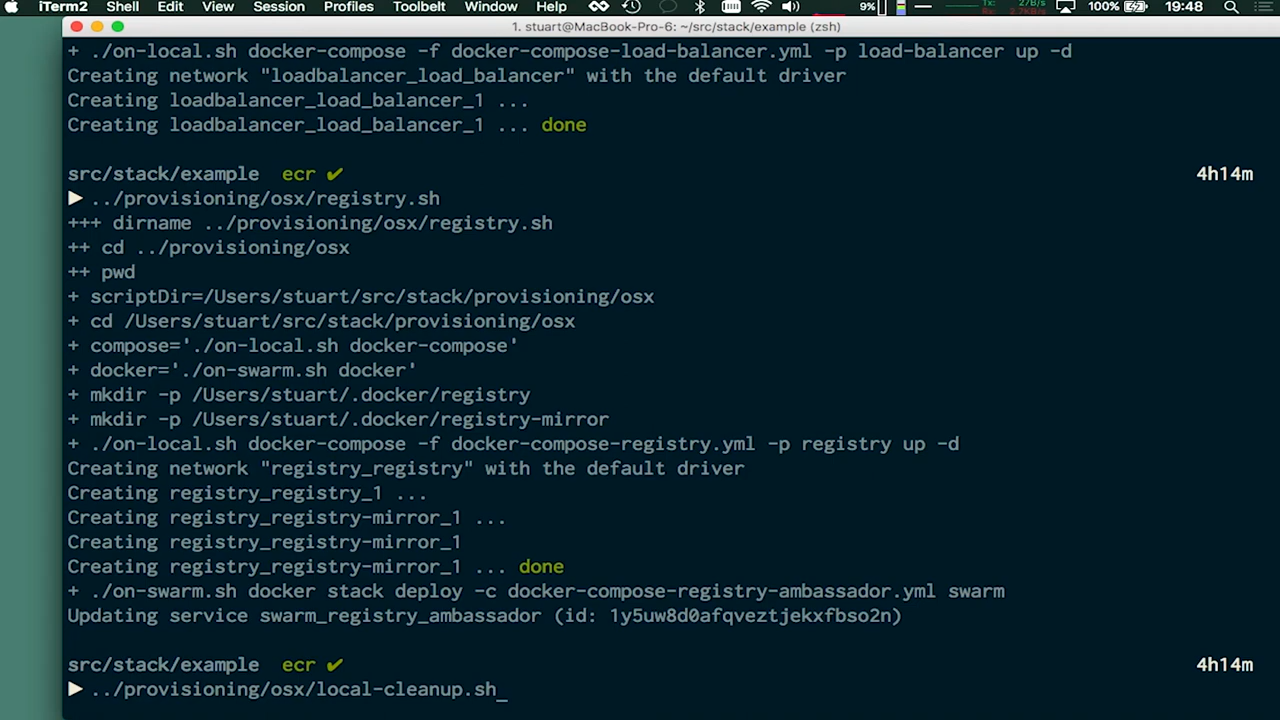 iTerm2 Shell Edit View Session Profiles Toolbelt Window Help 9% 100% 19:48
1. stuart@MacBook-Pro-6: ~/src/stack/example (zsh)
+ ./on-local.sh docker-compose -f docker-compose-load-balancer.yml -p load-balancer up -d
Creating network "loadbalancer_load_balancer" with the default driver
Creating loadbalancer_load_balancer_1 ...
Creating loadbalancer_load_balancer_1 ... done
src/stack/example ecr ✔ 4h14m
▶ ../provisioning/osx/registry.sh
+++ dirname ../provisioning/osx/registry.sh
++ cd ../provisioning/osx
++ pwd
+ scriptDir=/Users/stuart/src/stack/provisioning/osx
+ cd /Users/stuart/src/stack/provisioning/osx
+ compose='./on-local.sh docker-compose'
+ docker='./on-swarm.sh docker'
+ mkdir -p /Users/stuart/.docker/registry
+ mkdir -p /Users/stuart/.docker/registry-mirror
+ ./on-local.sh docker-compose -f docker-compose-registry.yml -p registry up -d
Creating network "registry_registry" with the default driver
Creating registry_registry_1 ...
Creating registry_registry-mirror_1 ...
Creating registry_registry-mirror_1
Creating registry_registry-mirror_1 ... done
+ ./on-swarm.sh docker stack deploy -c docker-compose-registry-ambassador.yml swarm
Updating service swarm_registry_ambassador (id: 1y5uw8d0afqveztjekxfbso2n)
src/stack/example ecr ✔ 4h14m
▶ ../provisioning/osx/local-cleanup.sh_